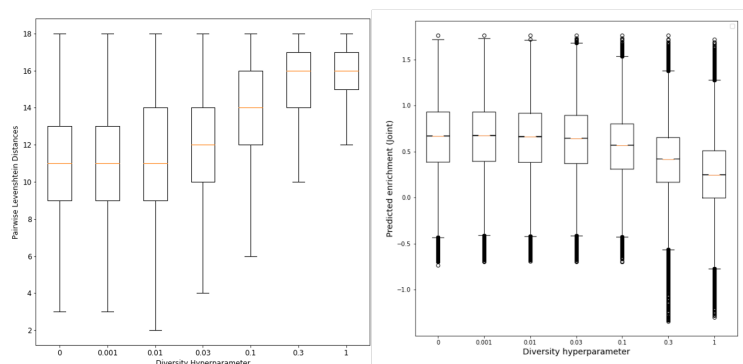 18
16
14
12
10
8
6
4
2
Pairwise Levenshtein Distances
0 0.001 0.01 0.03 0.1 0.3 1
Diversity Hyperparameter
1.5
1.0
0.5
0.0
−0.5
−1.0
Predicted enrichment (Joint)
0 0.001 0.01 0.03 0.1 0.3 1
Diversity hyperparameter